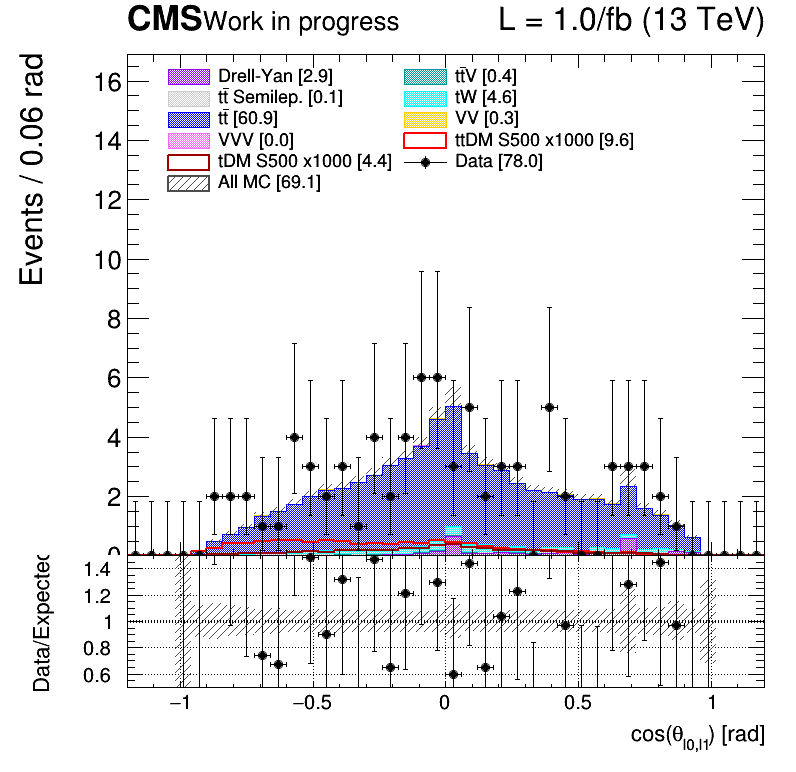 CMS Work in progress L = 1.0/fb (13 TeV)
Events / 0.06 rad
Drell-Yan [2.9] tt̄V [0.4]
tt̄ Semilep. [0.1] tW [4.6]
tt̄ [60.9] VV [0.3]
VVV [0.0] ttDM S500 x1000 [9.6]
tDM S500 x1000 [4.4] Data [78.0]
All MC [69.1]
16
14
12
10
8
6
4
2
0
Data/Expected
1.4
1.2
1
0.8
0.6
−1 −0.5 0 0.5 1
cos(θl0,l1) [rad]